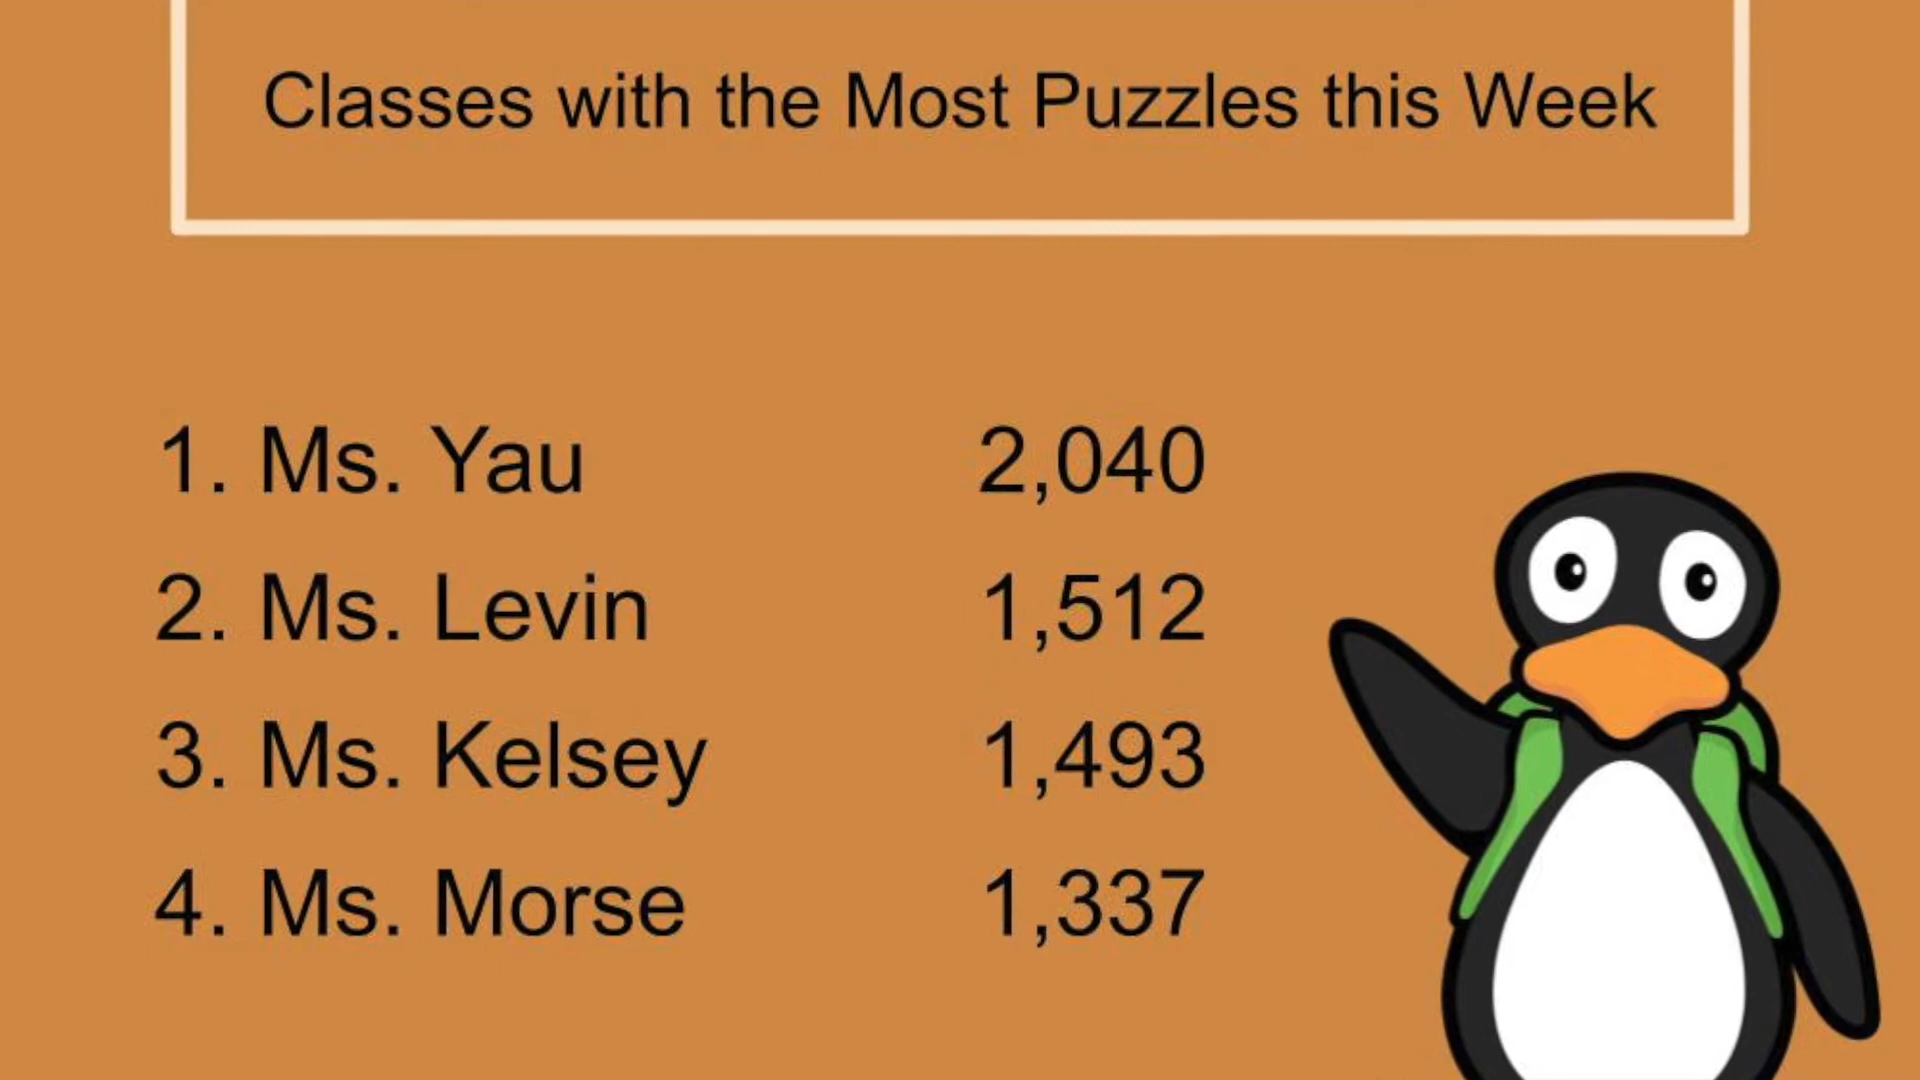 Classes with the Most Puzzles this Week
1. Ms. Yau 2,040
2. Ms. Levin 1,512
3. Ms. Kelsey 1,493
4. Ms. Morse 1,337